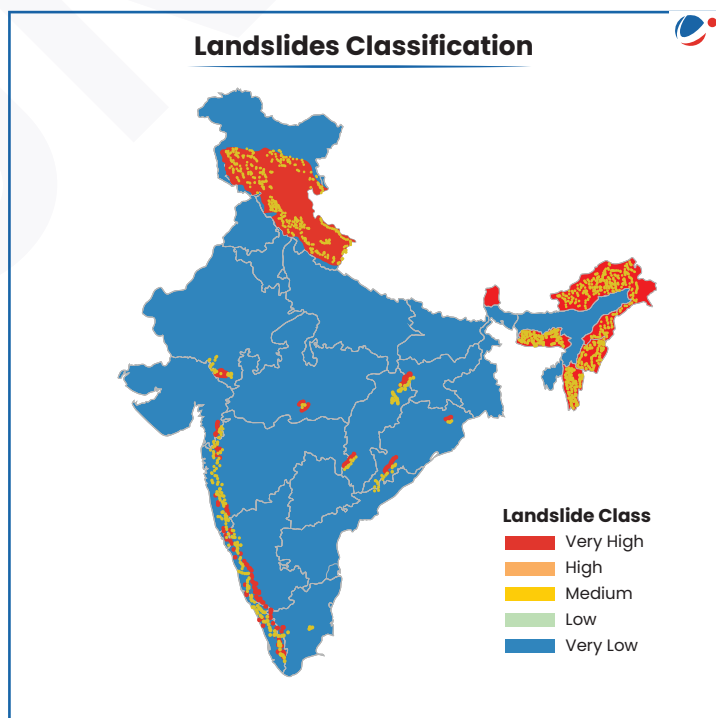 Landslides Classification
Landslide Class
Very High
High
Medium
Low
Very Low